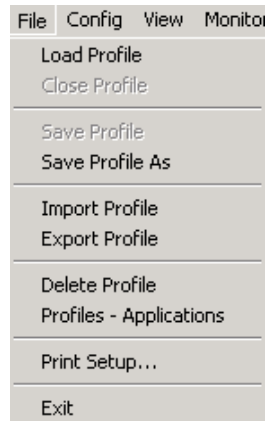 File Config View Monitor
Load Profile
Close Profile
Save Profile
Save Profile As
Import Profile
Export Profile
Delete Profile
Profiles - Applications
Print Setup...
Exit